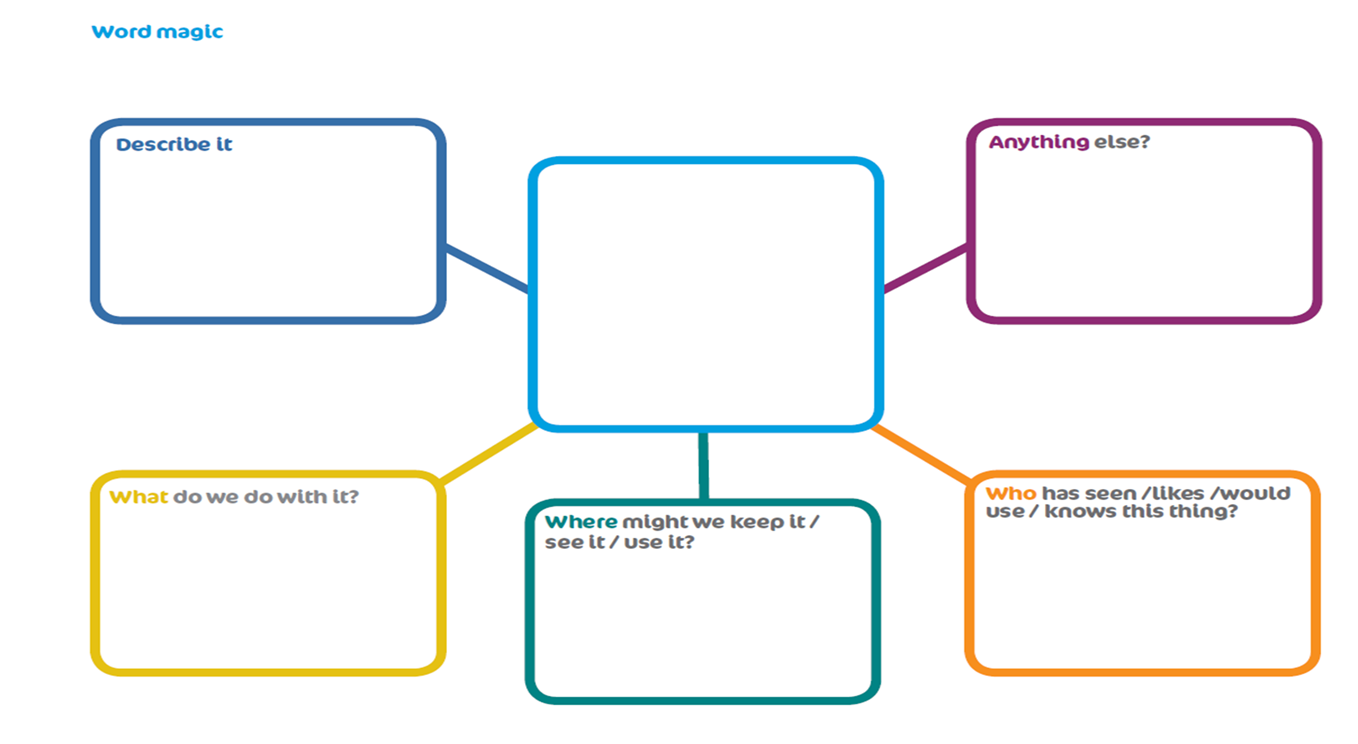 Word magic
Describe it
Anything else?
What do we do with it?
Where might we keep it /
see it / use it?
Who has seen /likes /would
use / knows this thing?